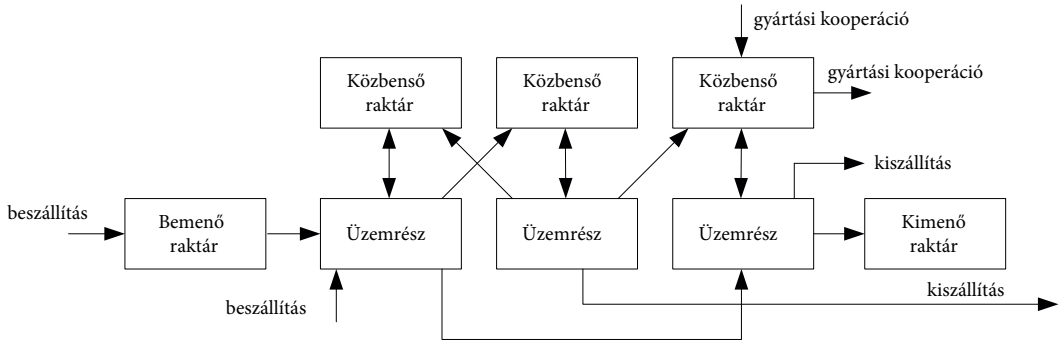 gyártási kooperáció
Közbenső
raktár
Közbenső
raktár
Közbenső
raktár
gyártási kooperáció
kiszállítás
beszállítás
Bemenő
raktár
Üzemrész
Üzemrész
Üzemrész
Kimenő
raktár
beszállítás
kiszállítás